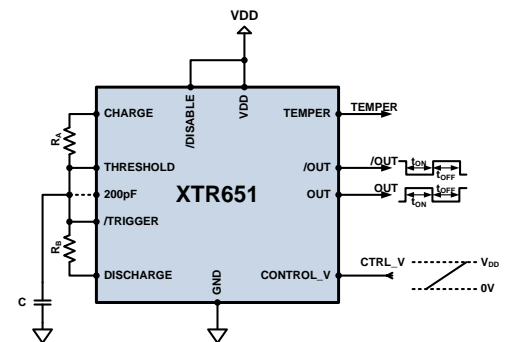 VDD
CHARGE
/DISABLE
VDD
TEMPER
TEMPER
RA
THRESHOLD
/OUT
/OUT
tON
tOFF
200pF
XTR651
OUT
OUT
tON
tOFF
/TRIGGER
RB
DISCHARGE
GND
CONTROL_V
CTRL_V
VDD
0V
C